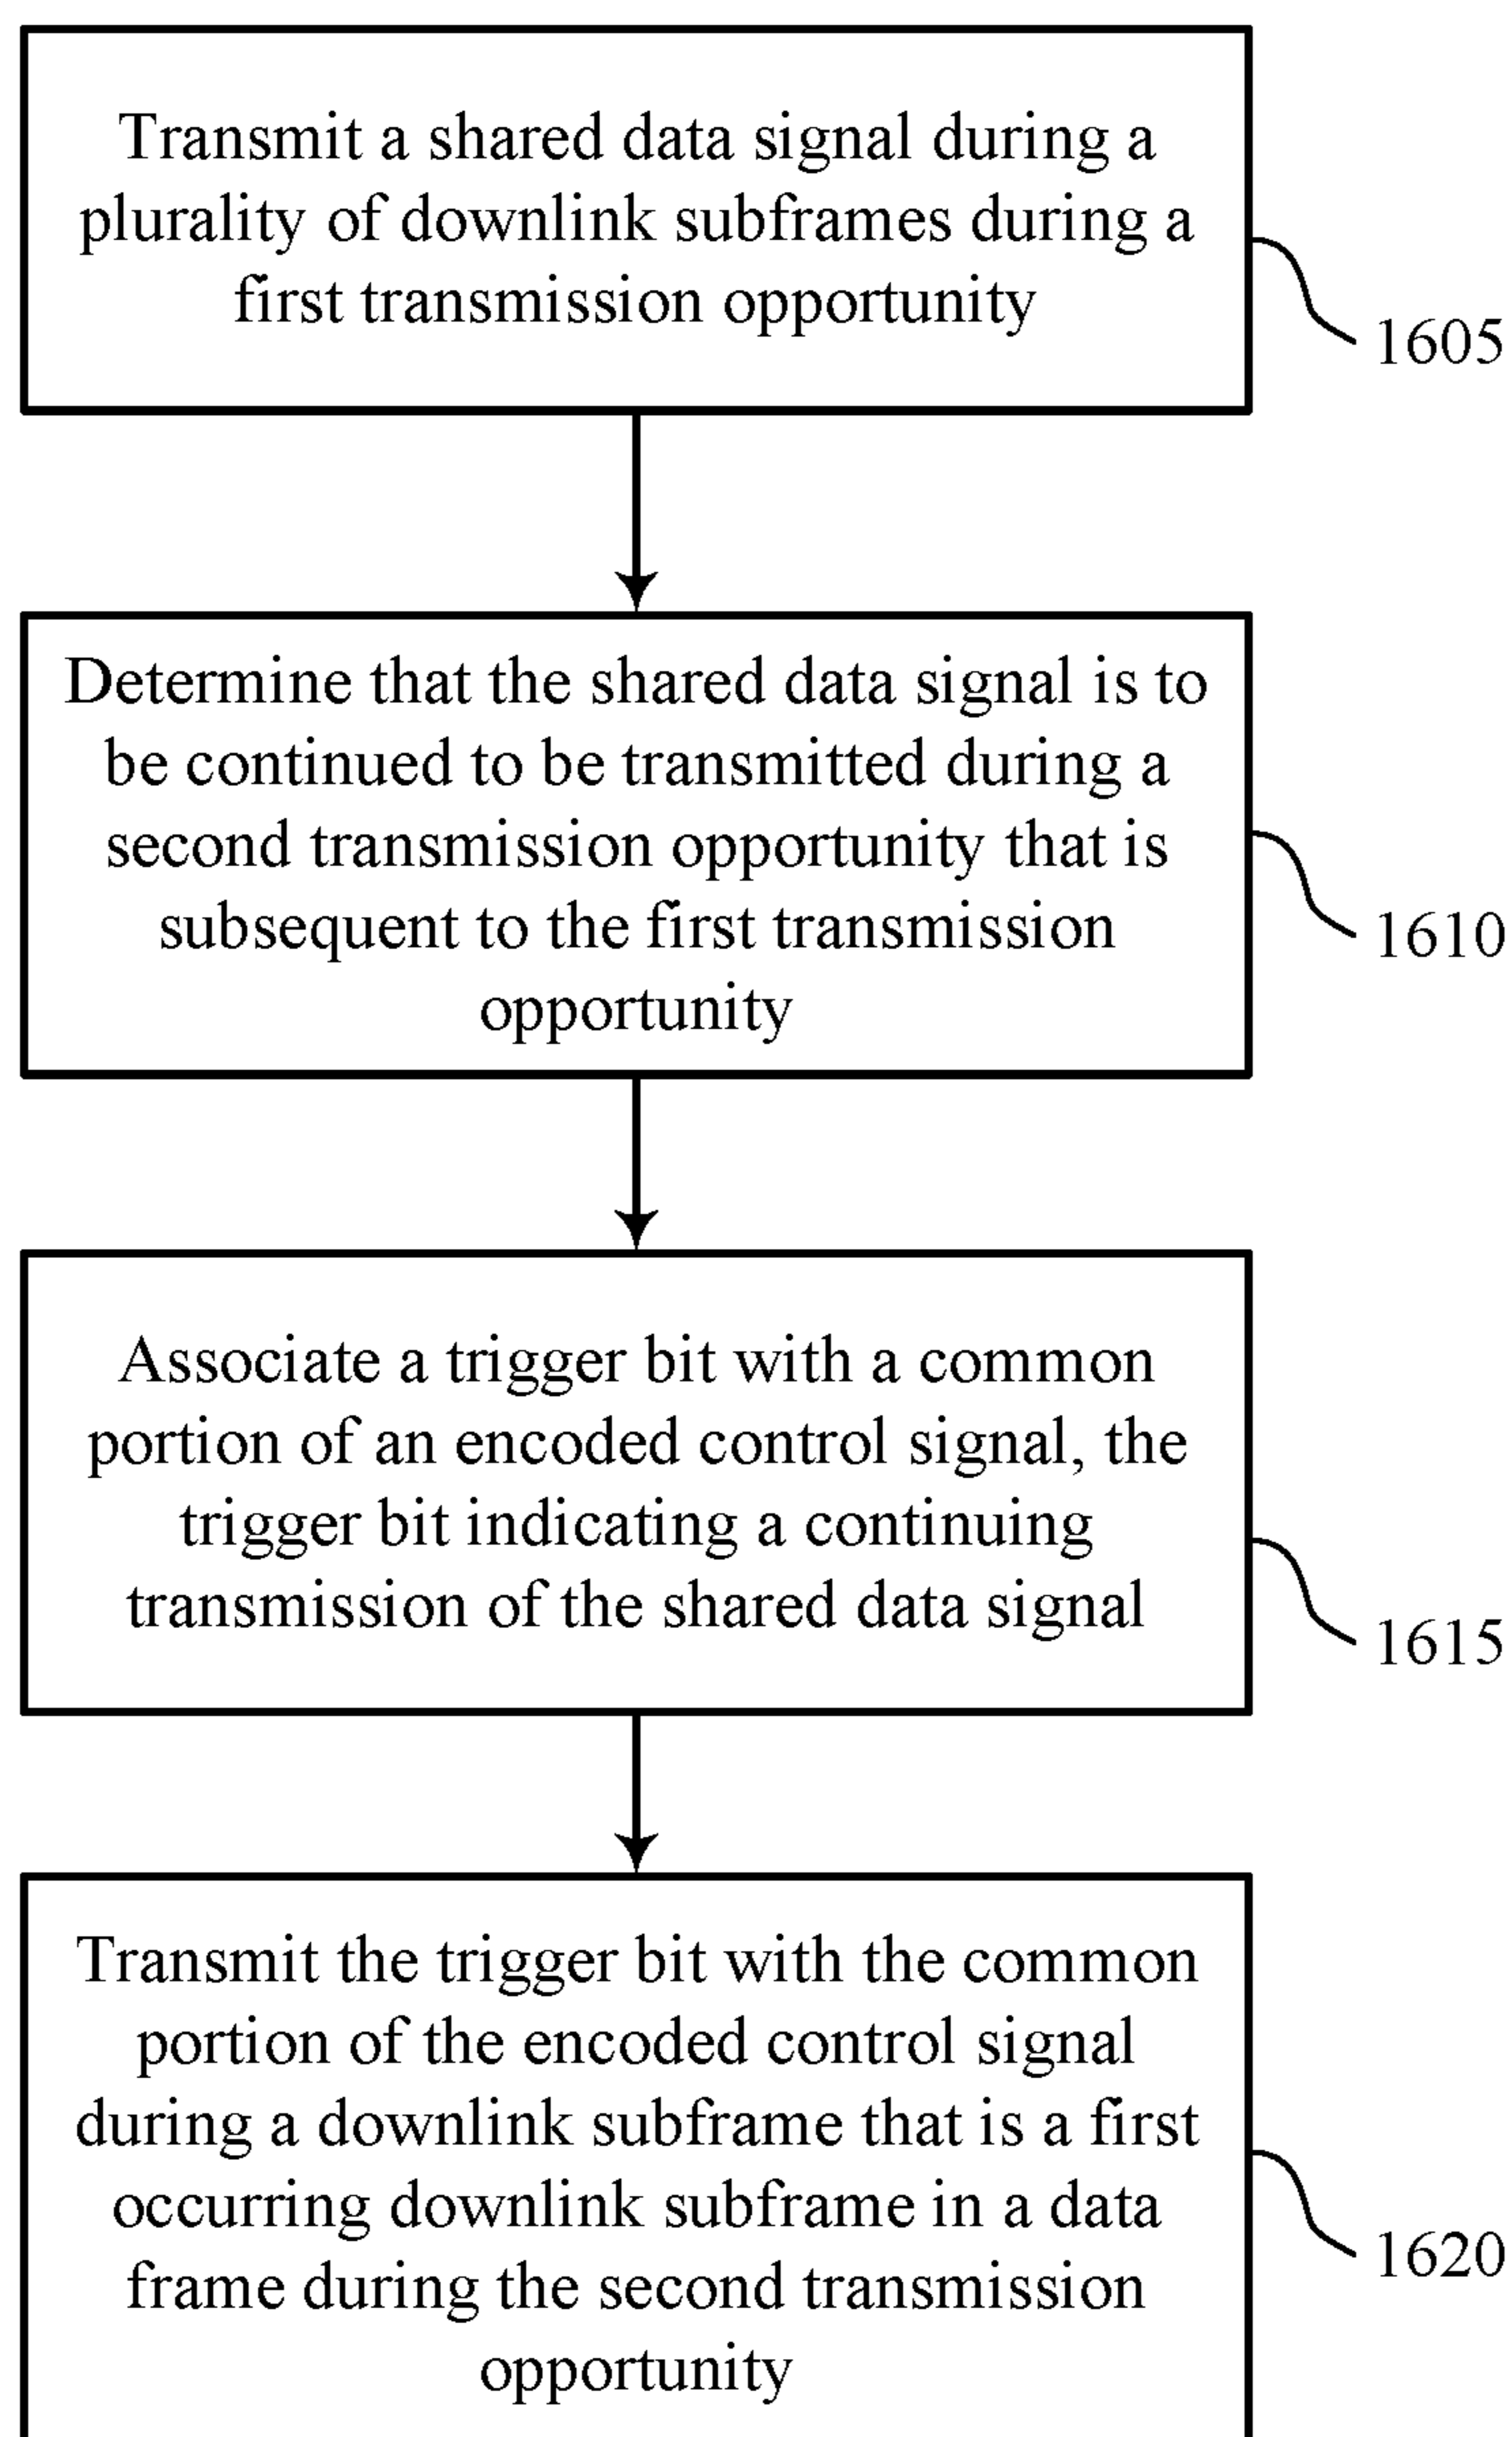 Transmit a shared data signal during a
plurality of downlink subframes during a
first transmission opportunity
1605
Determine that the shared data signal is to
be continued to be transmitted during a
second transmission opportunity that is
subsequent to the first transmission
opportunity
1610
Associate a trigger bit with a common
portion of an encoded control signal, the
trigger bit indicating a continuing
transmission of the shared data signal
1615
Transmit the trigger bit with the common
portion of the encoded control signal
during a downlink subframe that is a first
occurring downlink subframe in a data
frame during the second transmission
opportunity
1620